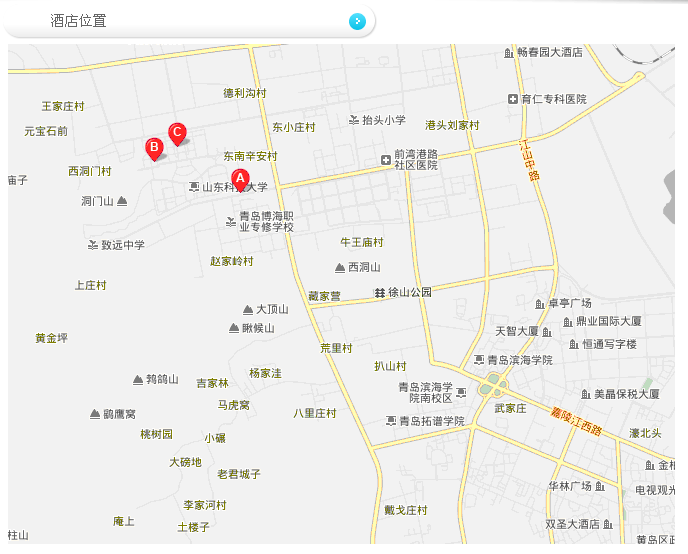 酒店位置
畅春园大酒店
德利沟村
育仁专科医院
王家庄村
元宝石前
C
东小庄村
抬头小学
港头刘家村
B
东南辛安村
前湾港路
社区医院
江山中路
西洞门村
庙子
A
山东科技大学
洞门山
青岛博海职
业专修学校
致远中学
牛王庙村
赵家岭村
西洞山
上庄村
藏家营
徐山公园
卓亭广场
大顶山
鼎业国际大厦
瞅候山
天智大厦
黄金坪
恒通写字楼
荒里村
青岛滨海学院
扒山村
杨家洼
鹁鸽山
吉家林
青岛滨海学
院南校区
美晶保税大厦
马虎窝
武家庄
鹞鹰窝
八里庄村
青岛拓谱学院
嘉陵江西路
桃树园
小碾
濠北头
大磅地
金柏
老君城子
华林广场
电视观光
李家河村
戴戈庄村
庵上
土楼子
双圣大酒店
柱山
黄岛区政